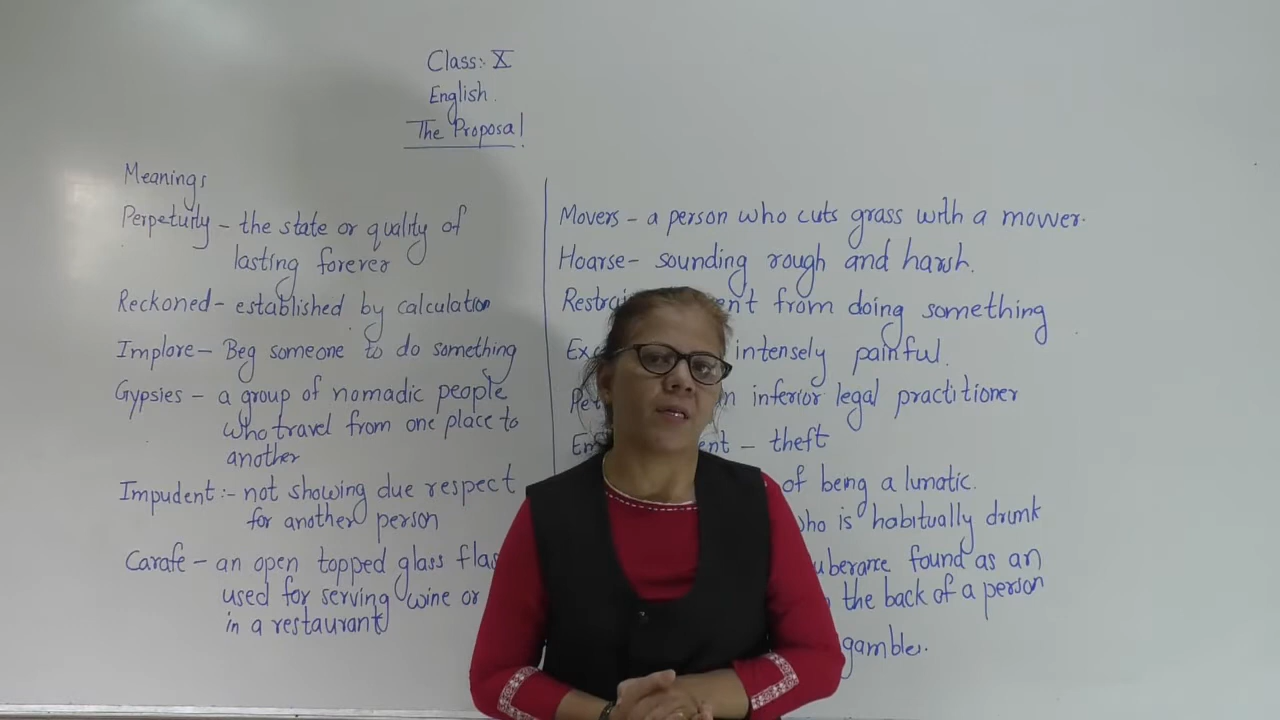 Class:- X
English.
The Proposal
Meanings
Perpetuity - the state or quality of
lasting forever
Reckoned - established by calculation
Implore - Beg someone to do something
Gypsies - a group of nomadic people
who travel from one place to
another
Impudent :- not showing due respect
for another person
Carafe - an open topped glass
used for serving wine or
in a restaurant
Movers - a person who cuts grass with a mower.
Hoarse - sounding rough and harsh.
from doing something
intensely painful.
inferior legal practitioner
- theft
of being a lunatic.
is habitually drunk
found as an
the back of a person
gamble.